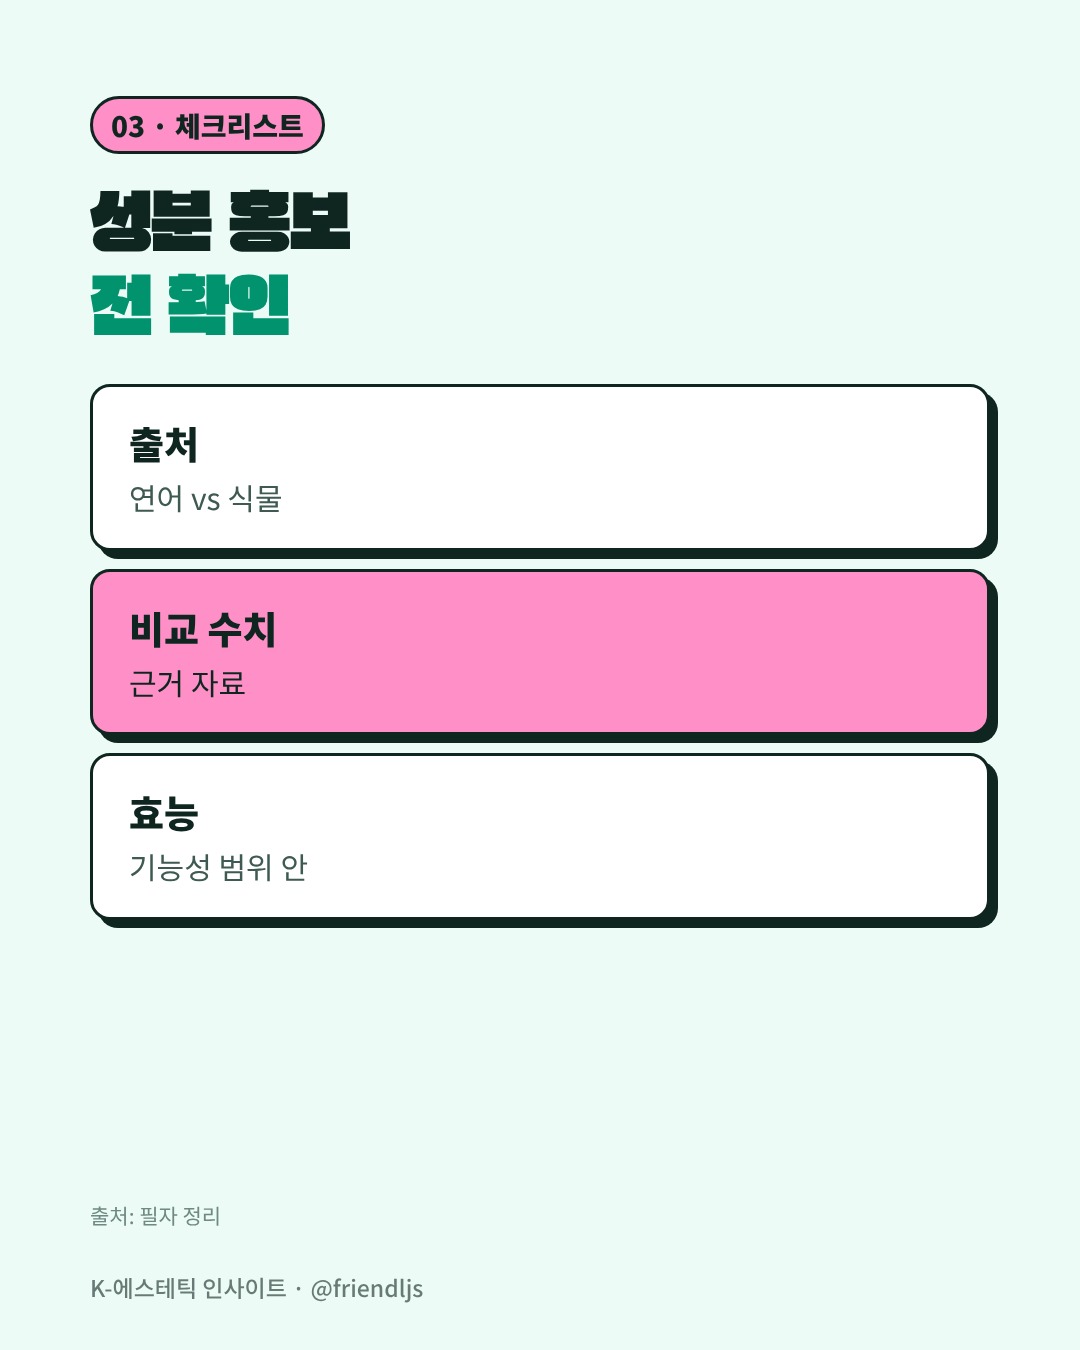 03 · 체크리스트
성분 홍보
전 확인
출처
연어 vs 식물
비교 수치
근거 자료
효능
기능성 범위 안
출처: 필자 정리
K-에스테틱 인사이트 · @friendljs